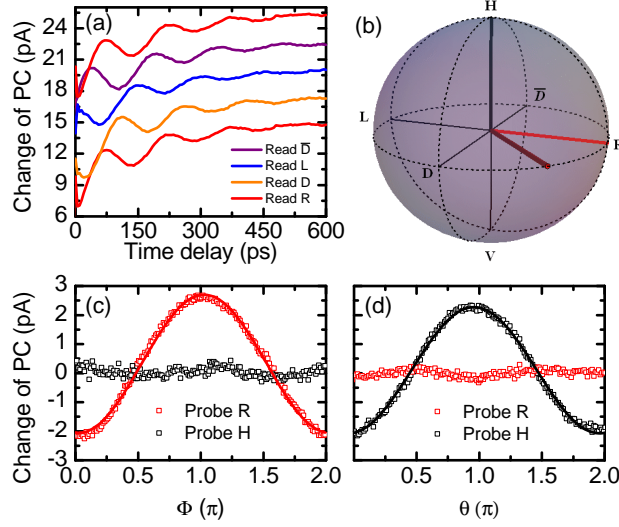 (a)
Change of PC (pA)
24
21
18
15
12
9
6
Read D̅
Read L
Read D
Read R
0 150 300 450 600
Time delay (ps)
(b)
H
D̅
L
R
D
V
(c)
Change of PC (pA)
3
2
1
0
-1
-2
-3
Probe R
Probe H
0.0 0.5 1.0 1.5 2.0
Φ (π)
(d)
Probe R
Probe H
0.5 1.0 1.5 2.0
θ (π)